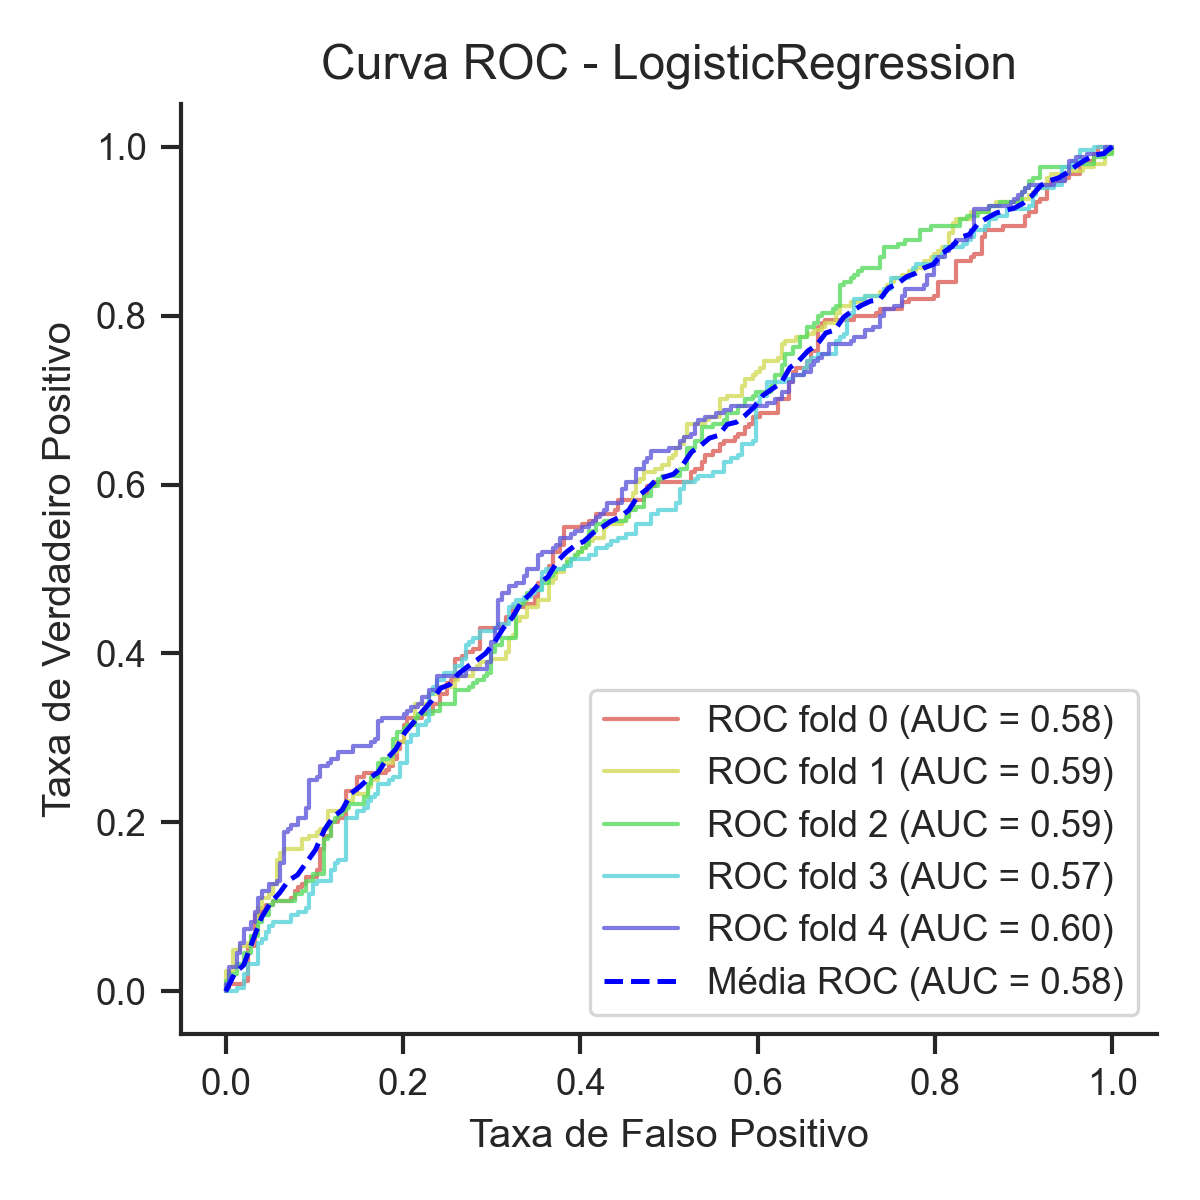 Curva ROC - LogisticRegression
1.0
0.8
0.6
0.4
0.2
0.0
Taxa de Verdadeiro Positivo
ROC fold 0 (AUC = 0.58)
ROC fold 1 (AUC = 0.59)
ROC fold 2 (AUC = 0.59)
ROC fold 3 (AUC = 0.57)
ROC fold 4 (AUC = 0.60)
Média ROC (AUC = 0.58)
0.0 0.2 0.4 0.6 0.8 1.0
Taxa de Falso Positivo